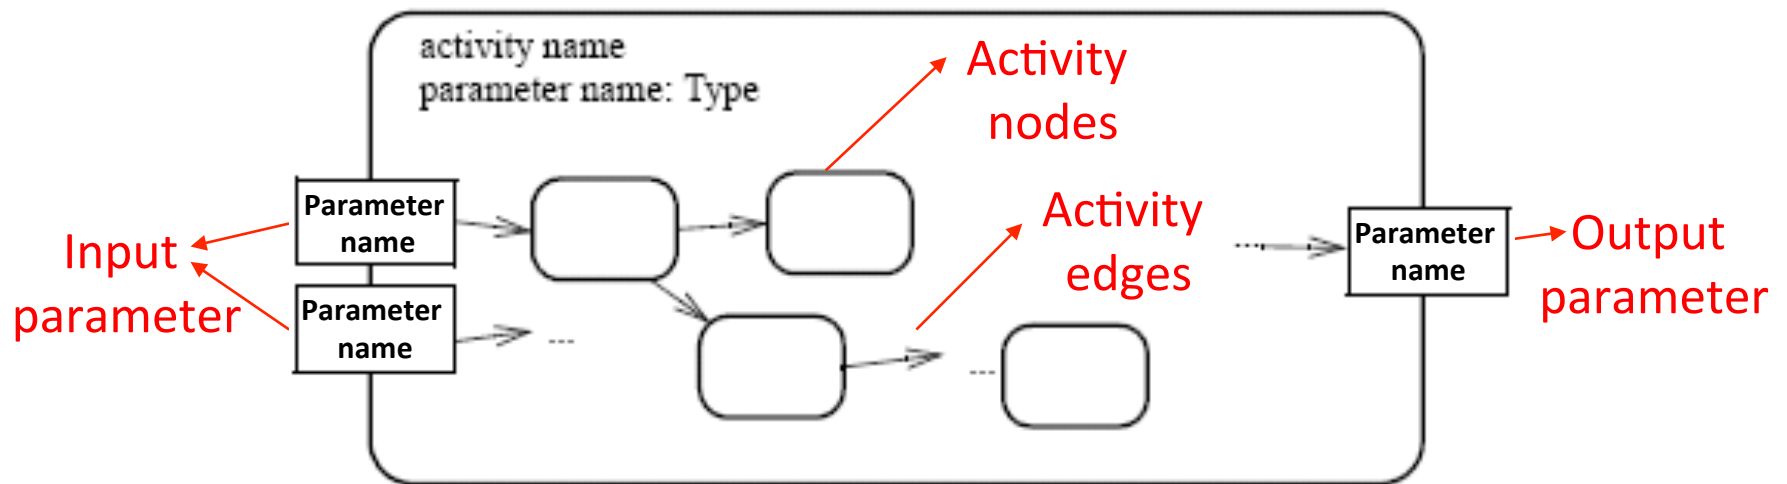 activity name
parameter name: Type
Activity
nodes
Parameter
name
Input
parameter
Parameter
name
...
Activity
edges
...
...
Parameter
name
Output
parameter